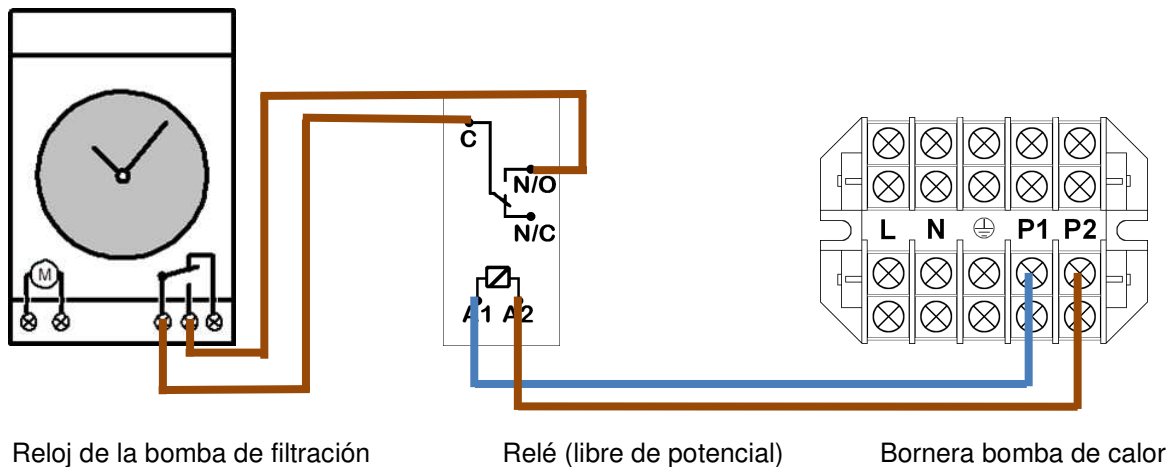 C
N/O
N/C
M
L N P1 P2
A1 A2
Reloj de la bomba de filtración
Relé (libre de potencial)
Bornera bomba de calor